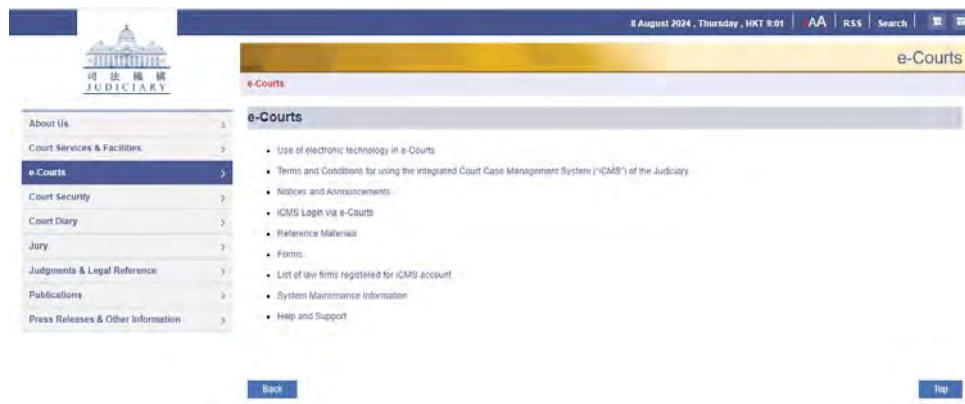 8 August 2024 , Thursday , HKT 9:01 | AAA | RSS | Search | 繁
司 法 機 構
JUDICIARY
e-Courts
e-Courts
About Us
Court Services & Facilities
e-Courts
Court Security
Court Diary
Jury
Judgments & Legal Reference
Publications
Press Releases & Other Information
e-Courts
Use of electronic technology in e-Courts
Terms and Conditions for using the integrated Court Case Management System ("iCMS") of the Judiciary
Notices and Announcements
iCMS Login via e-Courts
Reference Materials
Forms
List of law firms registered for iCMS account
System Maintenance Information
Help and Support
Back
Top